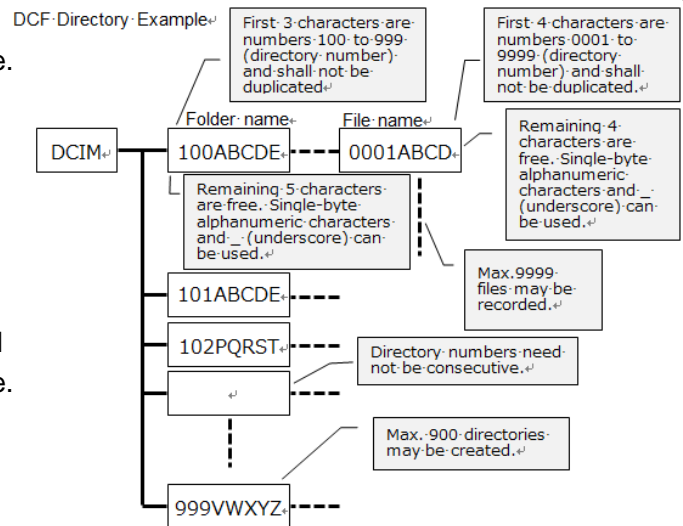 DCF Directory Example
First 3 characters are
numbers 100 to 999
(directory number)
and shall not be
duplicated
First 4 characters are
numbers 0001 to
9999 (directory
number) and shall
not be duplicated.
e.
Folder name
File name
DCIM
100ABCDE
0001ABCD
Remaining 4
characters are
free. Single-byte
alphanumeric
characters and _
(underscore) can
be used.
Remaining 5 characters
are free. Single-byte
alphanumeric characters
and _ (underscore) can
be used.
Max.9999
files may be
recorded.
101ABCDE
102PQRST
Directory numbers need
not be consecutive.
e.
Max. 900 directories
may be created.
999VWXYZ